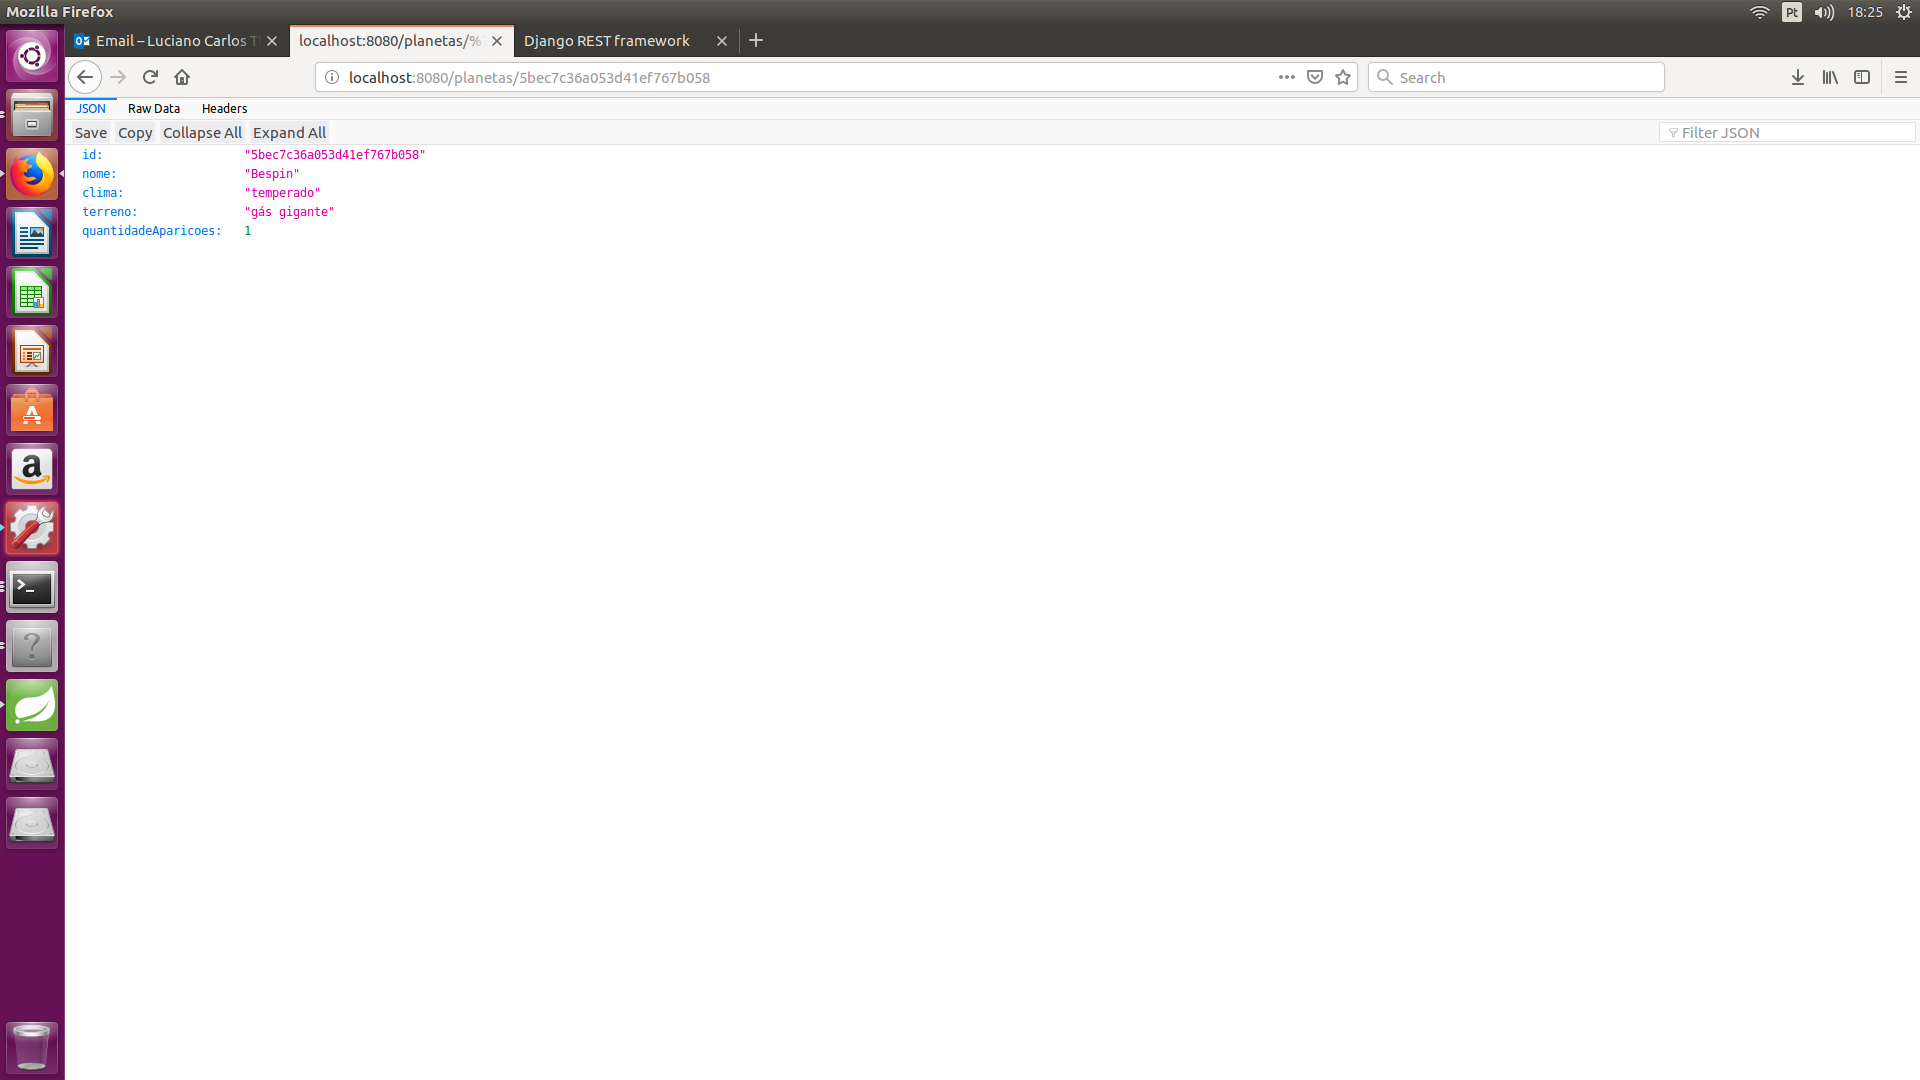 Mozilla Firefox
Pt
18:25
Email – Luciano Carlos T
localhost:8080/planetas/%
Django REST framework
localhost:8080/planetas/5bec7c36a053d41ef767b058
Search
JSON Raw Data Headers
Save Copy Collapse All Expand All
Filter JSON
id: "5bec7c36a053d41ef767b058"
nome: "Bespin"
clima: "temperado"
terreno: "gás gigante"
quantidadeAparicoes: 1